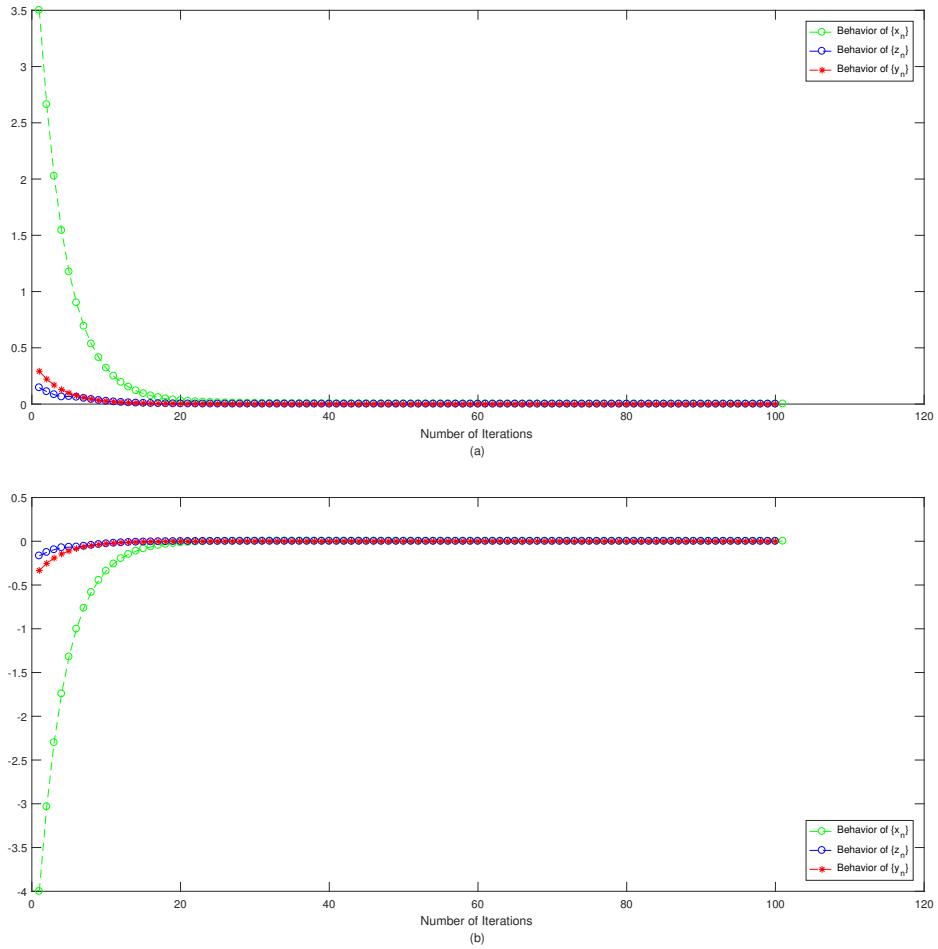 3.5
3
2.5
2
1.5
1
0.5
0
0 20 40 60 80 100 120
Number of Iterations
(a)
Behavior of {x_n}
Behavior of {z_n}
Behavior of {y_n}
0.5
0
-0.5
-1
-1.5
-2
-2.5
-3
-3.5
-4
0 20 40 60 80 100 120
Number of Iterations
(b)
Behavior of {x_n}
Behavior of {z_n}
Behavior of {y_n}